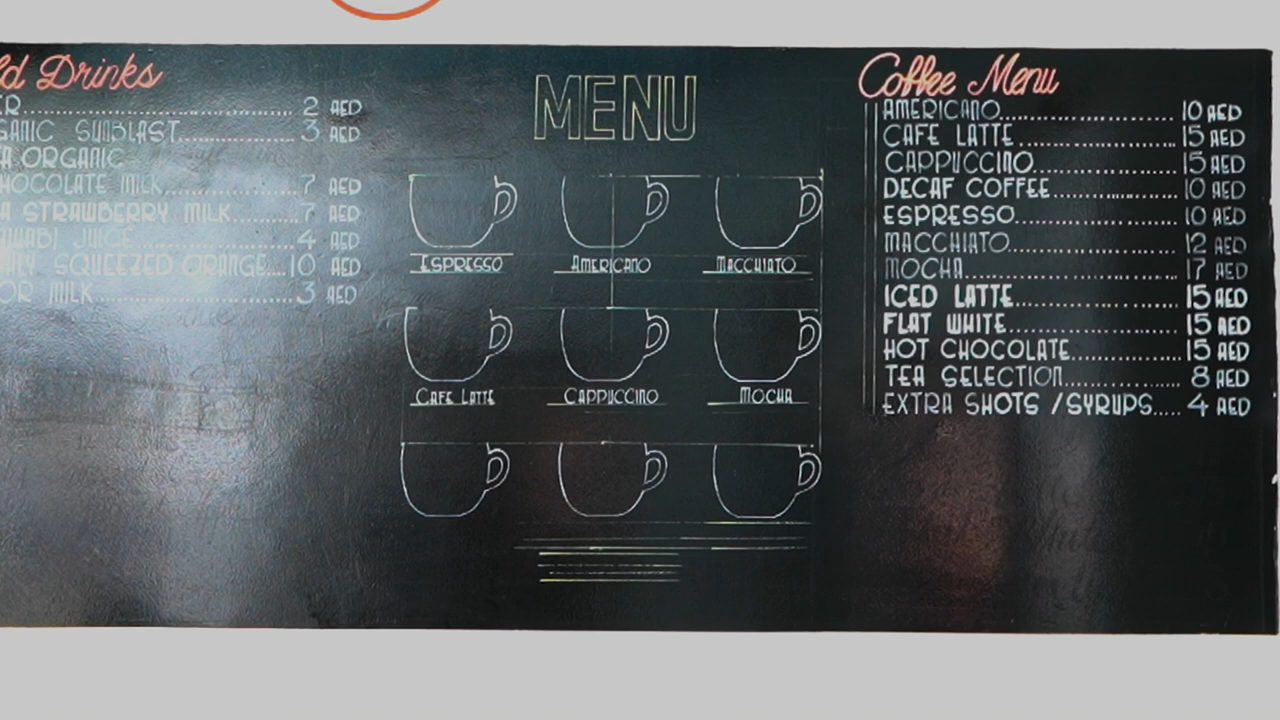 Drinks
2 AED
SUNBLAST 3 AED
ORGANIC
MILK 7 AED
STRAWBERRY MILK 7 AED
JUICE 4 AED
SQUEEZED ORANGE 10 AED
MILK 3 AED
MENU
ESPRESSO AMERICANO MACCHIATO
CAFE LATTE CAPPUCCINO MOCHA
Coffee Menu
AMERICANO 10 AED
CAFE LATTE 15 AED
CAPPUCCINO 15 AED
DECAF COFFEE 10 AED
ESPRESSO 10 AED
MACCHIATO 12 AED
MOCHA 17 AED
ICED LATTE 15 AED
FLAT WHITE 15 AED
HOT CHOCOLATE 15 AED
TEA SELECTION 8 AED
EXTRA SHOTS /SYRUPS 4 AED